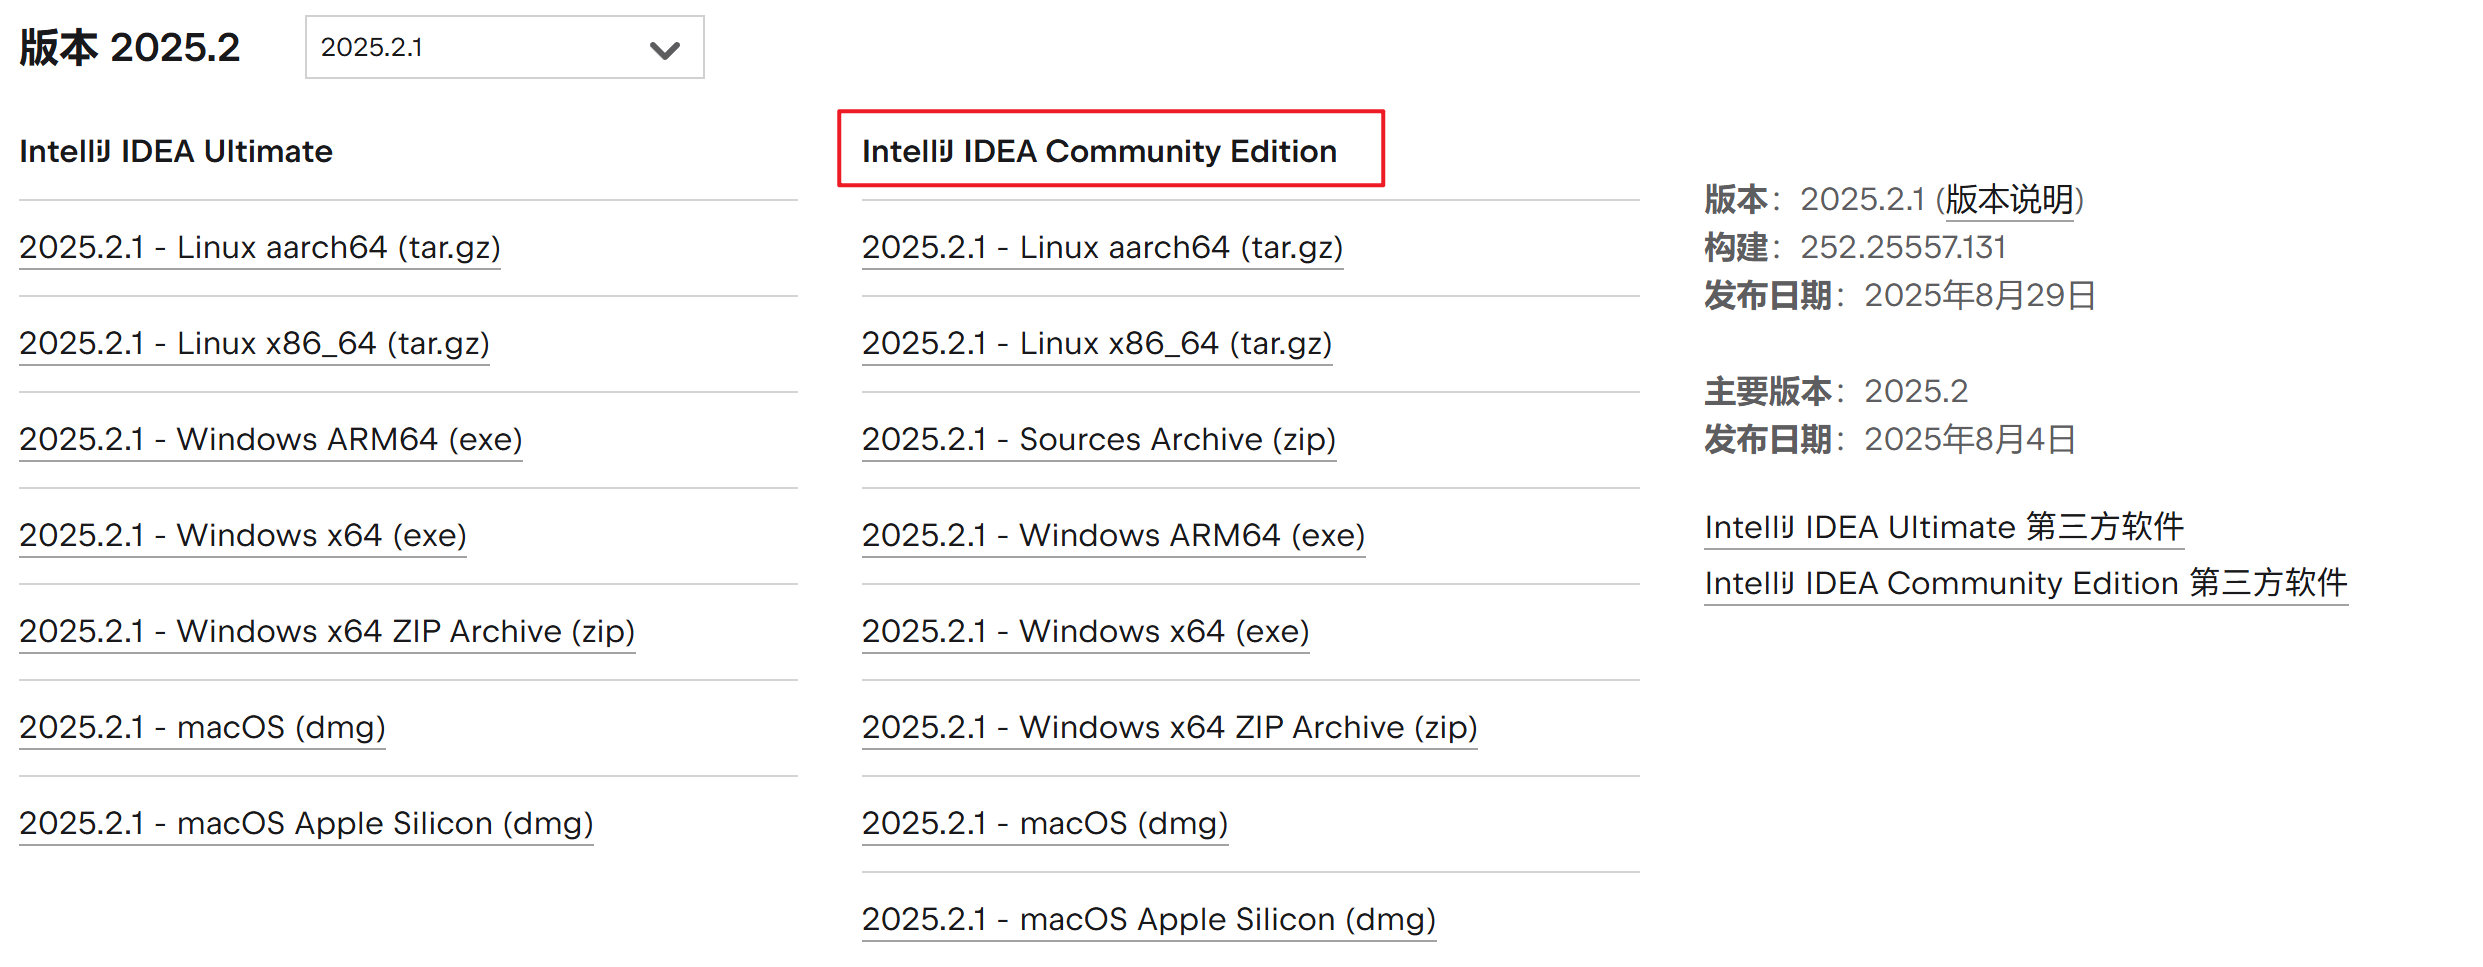 版本 2025.2
2025.2.1
IntelliJ IDEA Ultimate
2025.2.1 - Linux aarch64 (tar.gz)
2025.2.1 - Linux x86_64 (tar.gz)
2025.2.1 - Windows ARM64 (exe)
2025.2.1 - Windows x64 (exe)
2025.2.1 - Windows x64 ZIP Archive (zip)
2025.2.1 - macOS (dmg)
2025.2.1 - macOS Apple Silicon (dmg)
IntelliJ IDEA Community Edition
2025.2.1 - Linux aarch64 (tar.gz)
2025.2.1 - Linux x86_64 (tar.gz)
2025.2.1 - Sources Archive (zip)
2025.2.1 - Windows ARM64 (exe)
2025.2.1 - Windows x64 (exe)
2025.2.1 - Windows x64 ZIP Archive (zip)
2025.2.1 - macOS (dmg)
2025.2.1 - macOS Apple Silicon (dmg)
版本：2025.2.1 (版本说明)
构建：252.25557.131
发布日期：2025年8月29日
主要版本：2025.2
发布日期：2025年8月4日
IntelliJ IDEA Ultimate 第三方软件
IntelliJ IDEA Community Edition 第三方软件